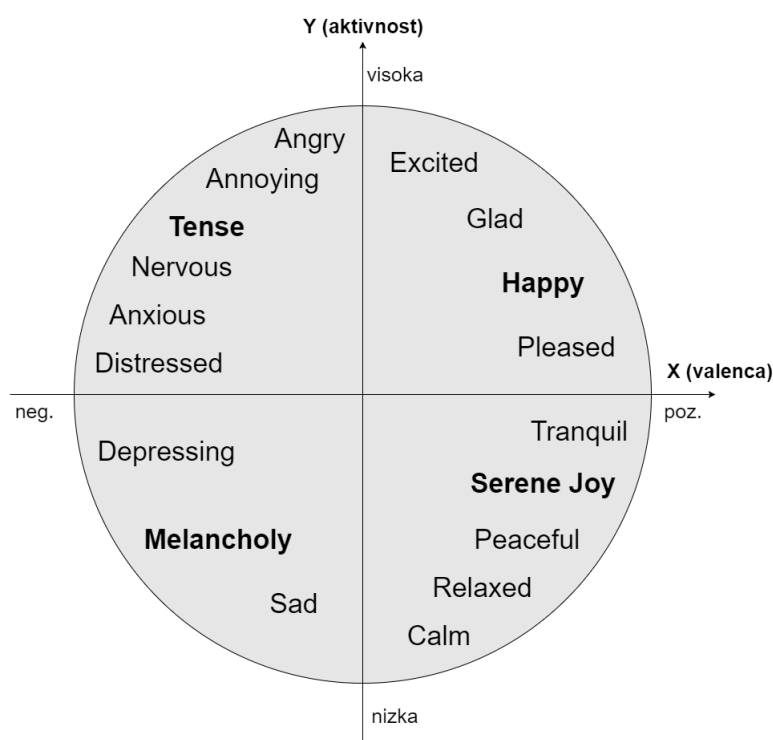 Y (aktivnost)
visoka
Angry
Excited
Annoying
Glad
Tense
Nervous
Happy
Anxious
Pleased
Distressed
X (valenca)
neg.
poz.
Tranquil
Depressing
Serene Joy
Melancholy
Peaceful
Relaxed
Sad
Calm
nizka